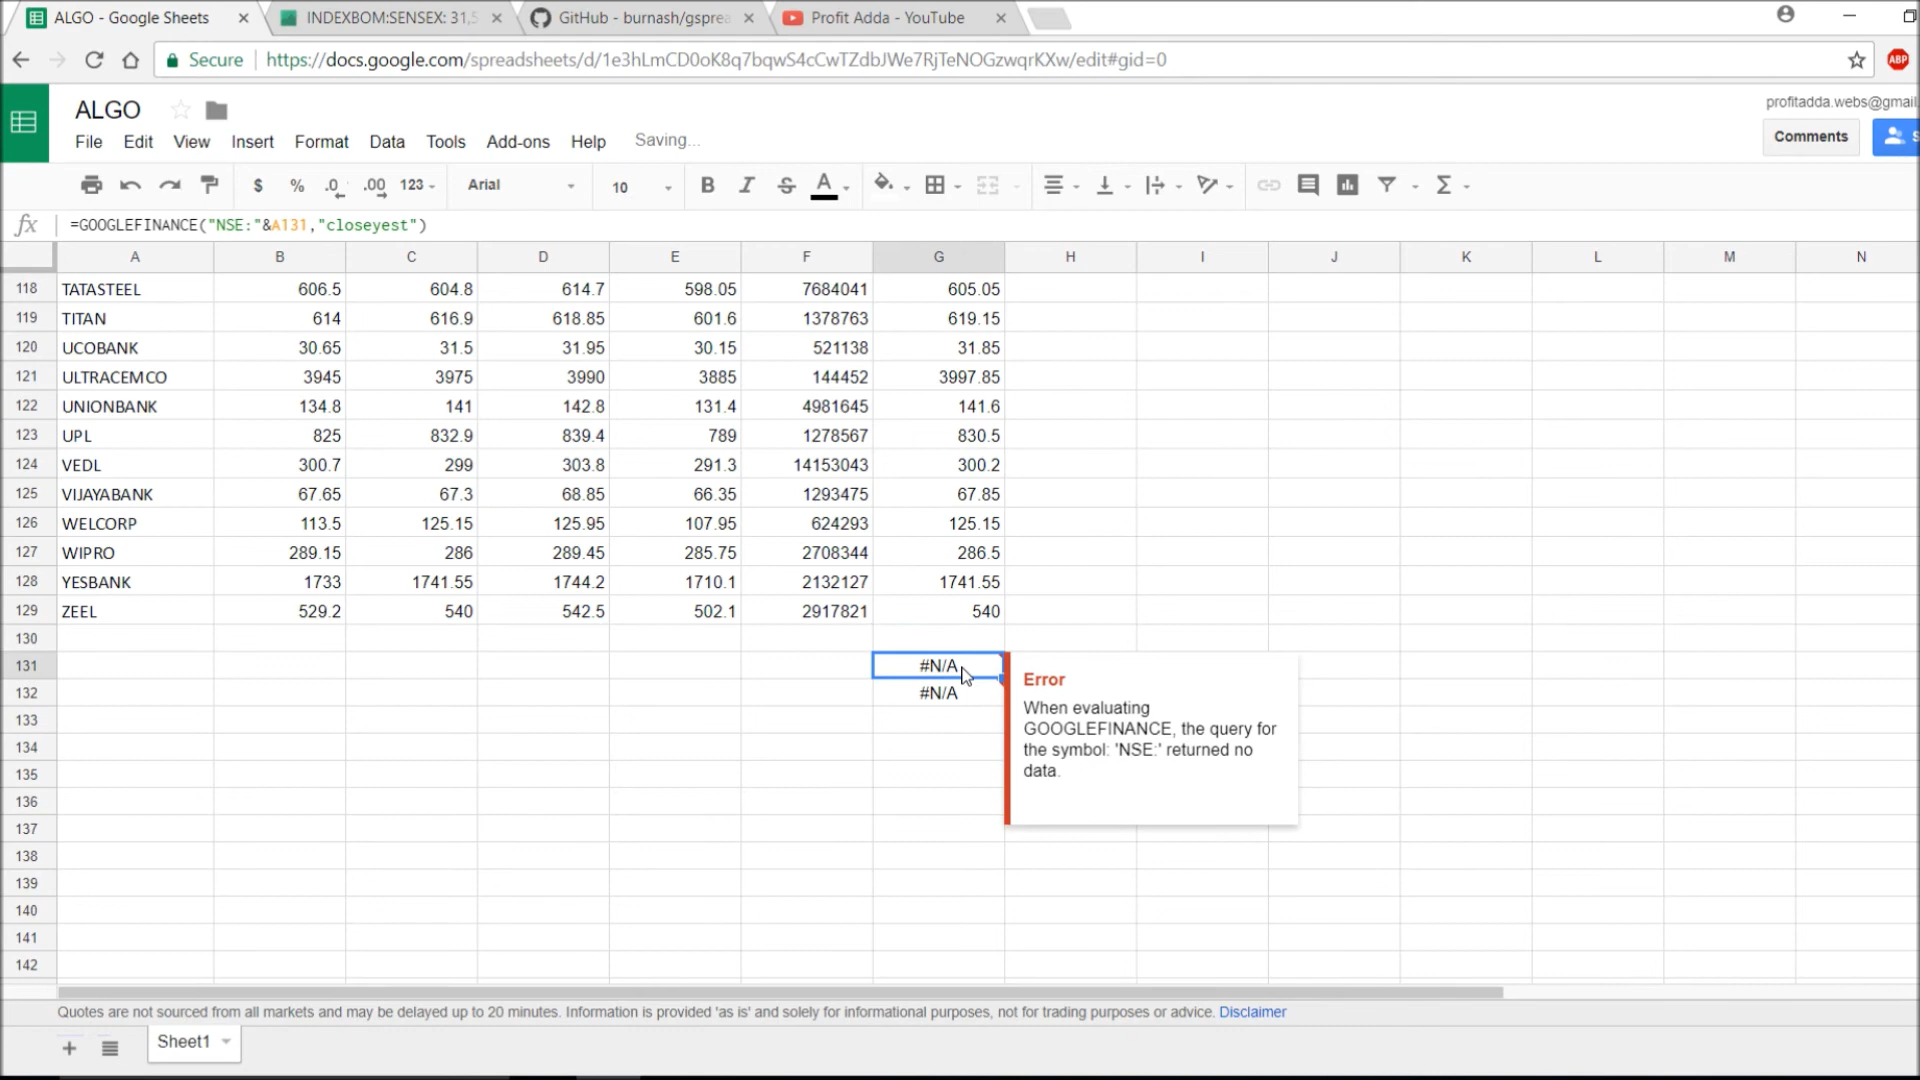 ALGO - Google Sheets
INDEXBOM:SENSEX: 31,5
GitHub - burnash/gsprea
Profit Adda - YouTube
Secure
https://docs.google.com/spreadsheets/d/1e3hLmCD0oK8q7bqwS4cCwTZdbJWe7RjTeNOGzwqrKXw/edit#gid=0
ABP
ALGO
profitadda.webs@gmail.
File Edit View Insert Format Data Tools Add-ons Help Saving...
Comments
S
$ % .0 .00 123 Arial 10 B I S A Σ
fx =GOOGLEFINANCE("NSE:"&A131,"closeyest")
A B C D E F G H I J K L M N
118 TATASTEEL 606.5 604.8 614.7 598.05 7684041 605.05
119 TITAN 614 616.9 618.85 601.6 1378763 619.15
120 UCOBANK 30.65 31.5 31.95 30.15 521138 31.85
121 ULTRACEMCO 3945 3975 3990 3885 144452 3997.85
122 UNIONBANK 134.8 141 142.8 131.4 4981645 141.6
123 UPL 825 832.9 839.4 789 1278567 830.5
124 VEDL 300.7 299 303.8 291.3 14153043 300.2
125 VIJAYABANK 67.65 67.3 68.85 66.35 1293475 67.85
126 WELCORP 113.5 125.15 125.95 107.95 624293 125.15
127 WIPRO 289.15 286 289.45 285.75 2708344 286.5
128 YESBANK 1733 1741.55 1744.2 1710.1 2132127 1741.55
129 ZEEL 529.2 540 542.5 502.1 2917821 540
130
131 #N/A
132 #N/A
Error
When evaluating
GOOGLEFINANCE, the query for
the symbol: 'NSE:' returned no
data.
133
134
135
136
137
138
139
140
141
142
Quotes are not sourced from all markets and may be delayed up to 20 minutes. Information is provided 'as is' and solely for informational purposes, not for trading purposes or advice. Disclaimer
Sheet1